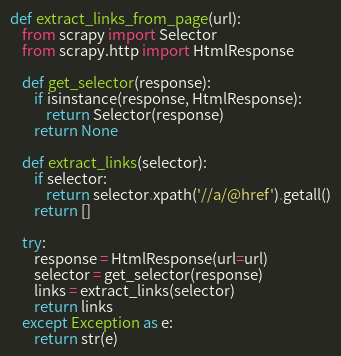 def extract_links_from_page(url):
    from scrapy import Selector
    from scrapy.http import HtmlResponse

    def get_selector(response):
        if isinstance(response, HtmlResponse):
            return Selector(response)
        return None

    def extract_links(selector):
        if selector:
            return selector.xpath('//a/@href').getall()
        return []

    try:
        response = HtmlResponse(url=url)
        selector = get_selector(response)
        links = extract_links(selector)
        return links
    except Exception as e:
        return str(e)